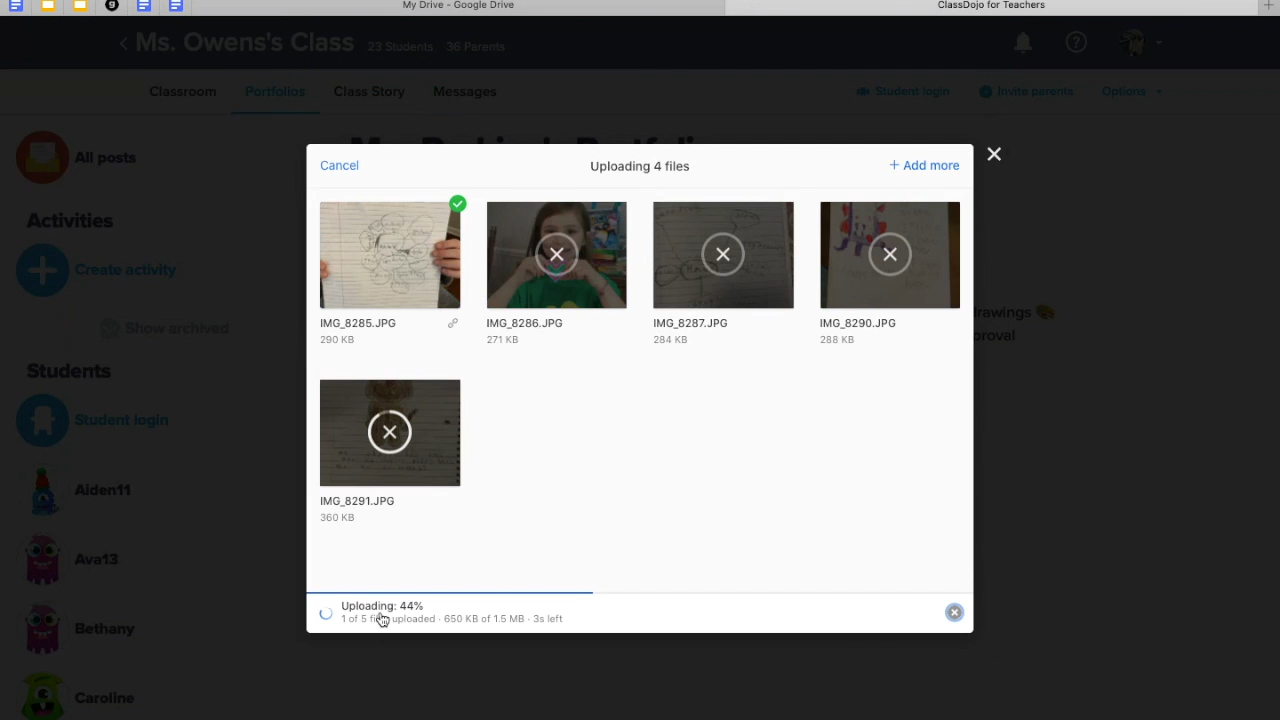 My Drive - Google Drive
ClassDojo for Teachers
Ms. Owens's Class 23 Students 36 Parents
Classroom Portfolios Class Story Messages Student login Invite parents Options
All posts
Cancel Uploading 4 files + Add more
Activities
Create activity
Show archived
Students
Student login
Aiden11
Ava13
Bethany
Caroline
IMG_8285.JPG
290 KB
IMG_8286.JPG
271 KB
IMG_8287.JPG
284 KB
IMG_8290.JPG
288 KB
IMG_8291.JPG
360 KB
Uploading: 44%
1 of 5 uploaded · 650 KB of 1.5 MB · 3s left